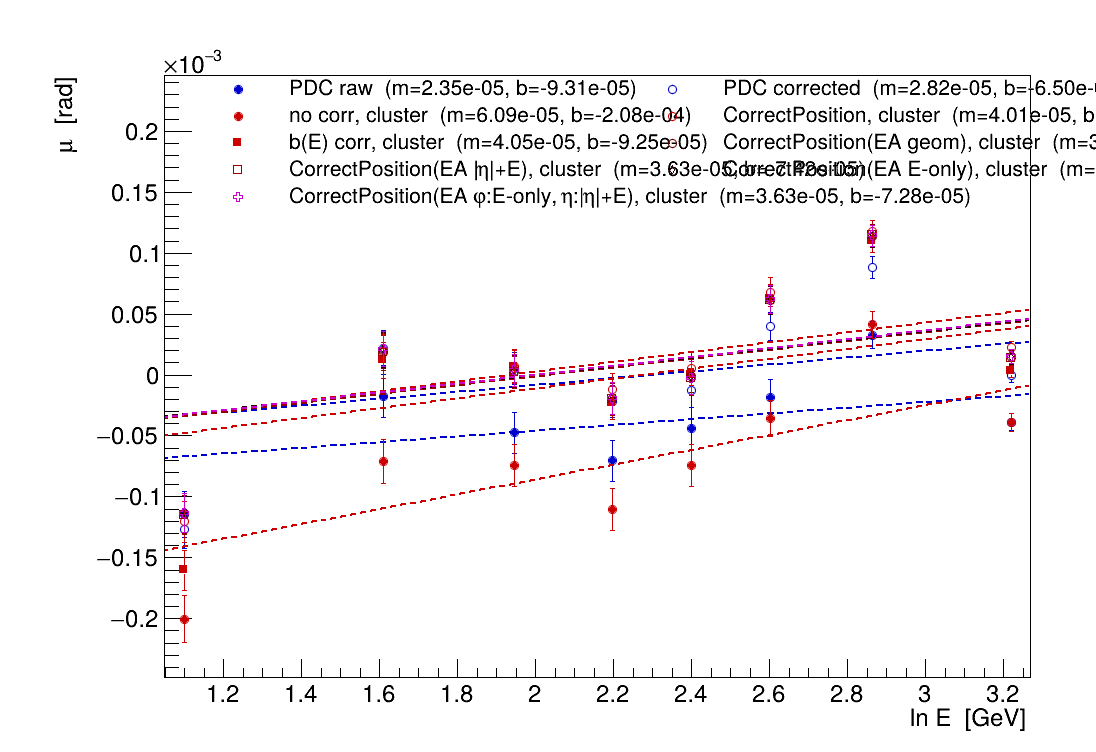 ×10⁻³
μ [rad]
PDC raw (m=2.35e-05, b=-9.31e-05)
PDC corrected (m=2.82e-05, b=-6.50e-
no corr, cluster (m=6.09e-05, b=-2.08e-04)
CorrectPosition, cluster (m=4.01e-05, b
b(E) corr, cluster (m=4.05e-05, b=-9.25e-05)
CorrectPosition(EA geom), cluster (m=3
CorrectPosition(EA |η|+E), cluster (m=3.63e-05, b=-7.42e-05)
CorrectPosition(EA E-only), cluster (m=
CorrectPosition(EA φ:E-only, η:|η|+E), cluster (m=3.63e-05, b=-7.28e-05)
0.2
0.15
0.1
0.05
0
−0.05
−0.1
−0.15
−0.2
1.2 1.4 1.6 1.8 2 2.2 2.4 2.6 2.8 3 3.2
ln E [GeV]